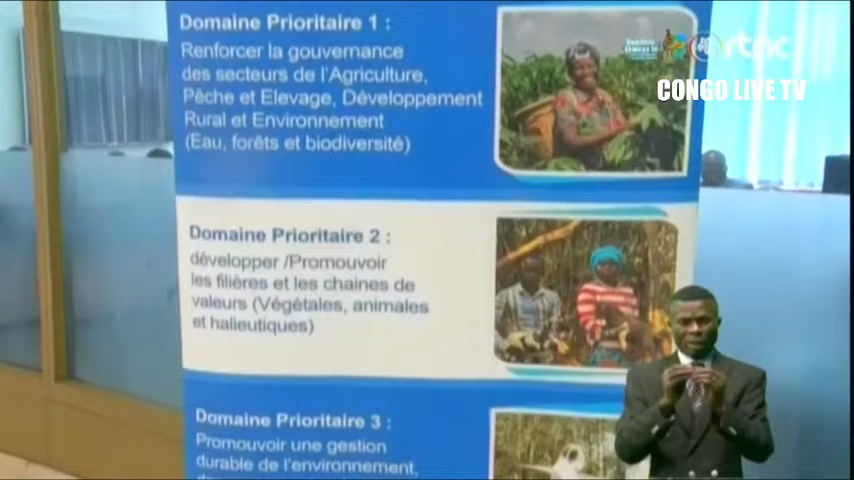 Domaine Prioritaire 1 :
Renforcer la gouvernance
des secteurs de l'Agriculture,
Pêche et Elevage, Développement
Rural et Environnement
(Eau, forêts et biodiversité)
rtnc
CONGO LIVE TV
Domaine Prioritaire 2 :
développer /Promouvoir
les filières et les chaines de
valeurs (Végétales, animales
et halieutiques)
Domaine Prioritaire 3 :
Promouvoir une gestion
durable de l'environnement,